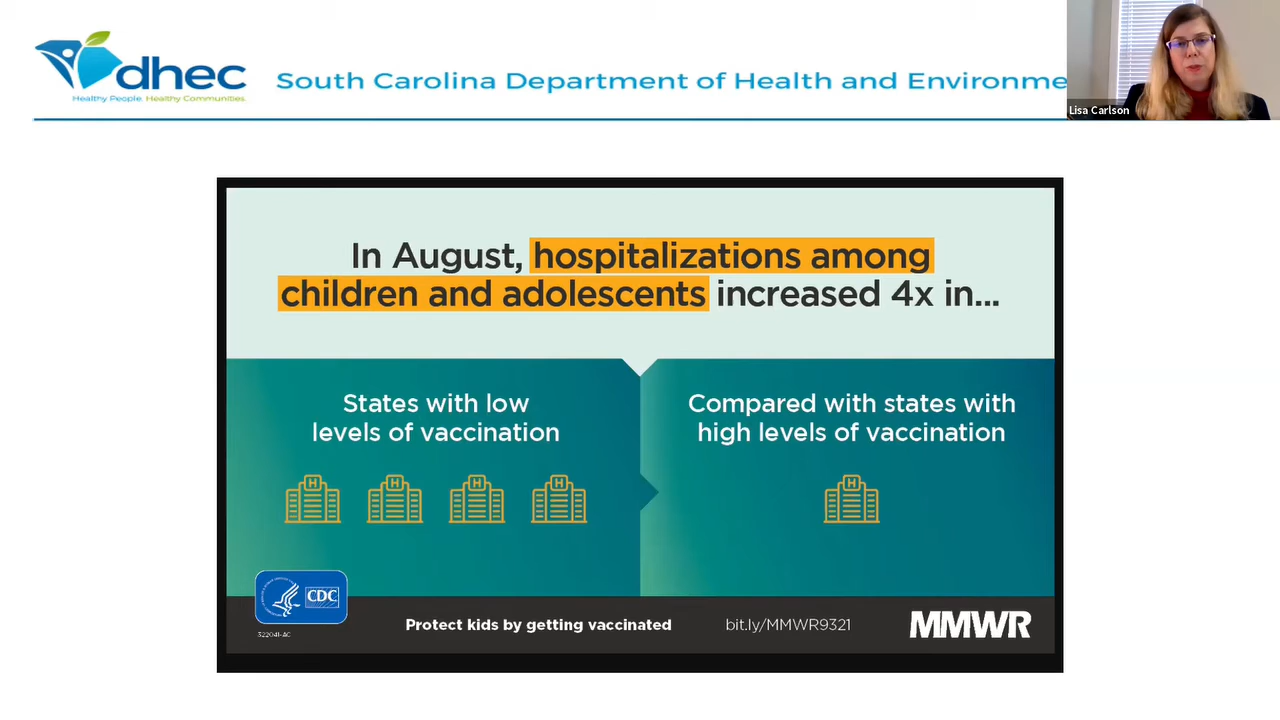 dhec
Healthy People. Healthy Communities.
South Carolina Department of Health and Environme
Lisa Carlson
In August, hospitalizations among
children and adolescents increased 4x in...
States with low
levels of vaccination
Compared with states with
high levels of vaccination
H H H H
H
CDC
322041-AC
Protect kids by getting vaccinated
bit.ly/MMWR9321
MMWR